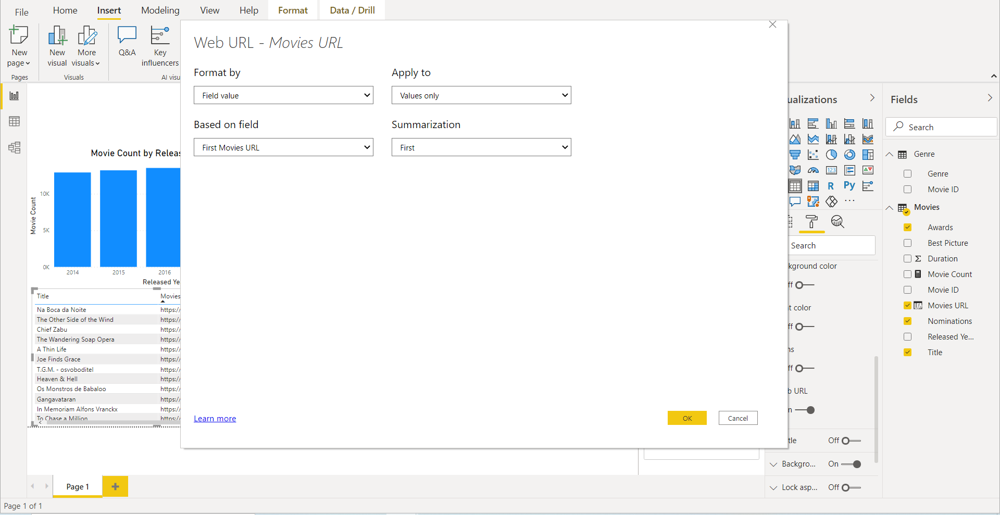 File Home Insert Modeling View Help Format Data / Drill
New page
New visual
More visuals
Q&A
Key influencers
Pages
Visuals
AI visu
Web URL - Movies URL
Format by
Field value
Apply to
Values only
Based on field
First Movies URL
Summarization
First
Learn more
OK
Cancel
Movie Count by Releas
Movie Count
10K
5K
0K
2014 2015 2016
Released Ye
Title Movies
Na Boca da Noite https:/
The Other Side of the Wind https:/
Chief Zabu https:/
The Wandering Soap Opera https:/
A Thin Life https:/
Joe Finds Grace https:/
T.G.M. - osvoboditel https:/
Heaven & Hell https:/
Os Monstros de Babaloo https:/
Gangavataran https:/
In Memoriam Alfons Vranckx https:/
To Chase a Million https:/
ualizations
123
R
Py
Search
kground color
ff
t color
ff
ns
ff
b URL
n
tle Off
Backgro... On
Lock asp... Off
Fields
Search
Genre
Genre
Movie ID
Movies
Awards
Best Picture
Σ Duration
Movie Count
Movie ID
Movies URL
Nominations
Released Ye...
Title
Page 1
Page 1 of 1